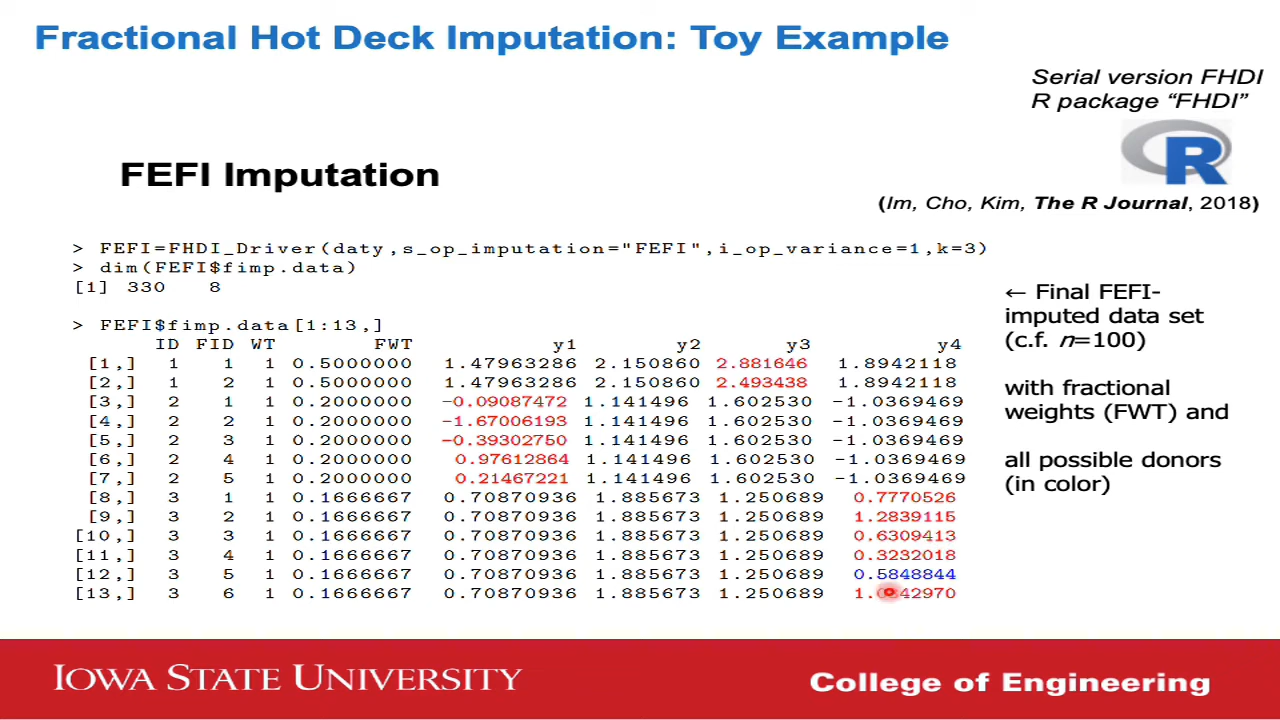 Fractional Hot Deck Imputation: Toy Example
Serial version FHDI
R package “FHDI”
R
FEFI Imputation
(Im, Cho, Kim, The R Journal, 2018)
> FEFI=FHDI_Driver(daty,s_op_imputation="FEFI",i_op_variance=1,k=3)
> dim(FEFI$fimp.data)
[1] 330 8
> FEFI$fimp.data[1:13,]
ID FID WT FWT y1 y2 y3 y4
[1,] 1 1 1 0.5000000 1.47963286 2.150860 2.881646 1.8942118
[2,] 1 2 1 0.5000000 1.47963286 2.150860 2.493438 1.8942118
[3,] 2 1 1 0.2000000 −0.09087472 1.141496 1.602530 −1.0369469
[4,] 2 2 1 0.2000000 −1.67006193 1.141496 1.602530 −1.0369469
[5,] 2 3 1 0.2000000 −0.39302750 1.141496 1.602530 −1.0369469
[6,] 2 4 1 0.2000000 0.97612864 1.141496 1.602530 −1.0369469
[7,] 2 5 1 0.2000000 0.21467221 1.141496 1.602530 −1.0369469
[8,] 3 1 1 0.1666667 0.70870936 1.885673 1.250689 0.7770526
[9,] 3 2 1 0.1666667 0.70870936 1.885673 1.250689 1.2839115
[10,] 3 3 1 0.1666667 0.70870936 1.885673 1.250689 0.6309413
[11,] 3 4 1 0.1666667 0.70870936 1.885673 1.250689 0.3232018
[12,] 3 5 1 0.1666667 0.70870936 1.885673 1.250689 0.5848844
[13,] 3 6 1 0.1666667 0.70870936 1.885673 1.250689
← Final FEFI-
imputed data set
(c.f. n=100)
with fractional
weights (FWT) and
all possible donors
(in color)
IOWA STATE UNIVERSITY
College of Engineering